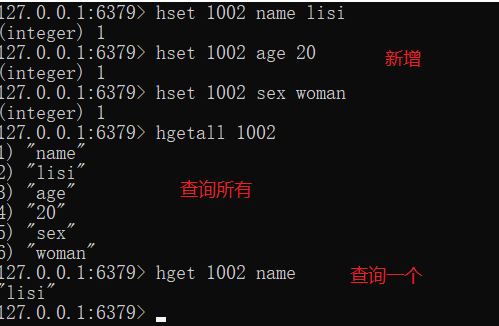 127.0.0.1:6379> hset 1002 name lisi
(integer) 1
127.0.0.1:6379> hset 1002 age 20
新增
(integer) 1
127.0.0.1:6379> hset 1002 sex woman
(integer) 1
127.0.0.1:6379> hgetall 1002
1) "name"
2) "lisi"
3) "age"
查询所有
4) "20"
5) "sex"
6) "woman"
127.0.0.1:6379> hget 1002 name
查询一个
"lisi"
127.0.0.1:6379>